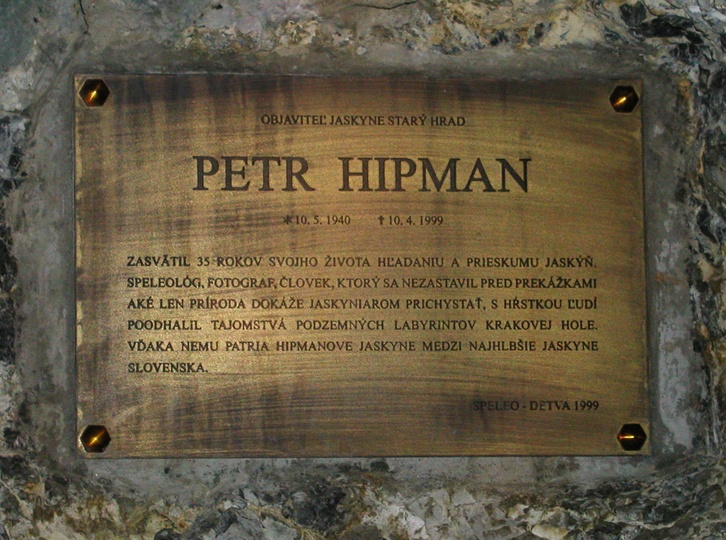 OBJAVITEĽ JASKYNE STARÝ HRAD
PETR HIPMAN
*10. 5. 1940 †10. 4. 1999
ZASVÄTIL 35 ROKOV SVOJHO ŽIVOTA HĽADANIU A PRIESKUMU JASKÝŇ.
SPELEOLÓG, FOTOGRAF, ČLOVEK, KTORÝ SA NEZASTAVIL PRED PREKÁŽKAMI
AKÉ LEN PRÍRODA DOKÁŽE JASKYNIAROM PRICHYSTAŤ, S HŔSTKOU ĽUDÍ
POODHALIL TAJOMSTVÁ PODZEMNÝCH LABYRINTOV KRAKOVEJ HOLE.
VĎAKA NEMU PATRIA HIPMANOVE JASKYNE MEDZI NAJHLBŠIE JASKYNE
SLOVENSKA.
SPELEO - DETVA 1999